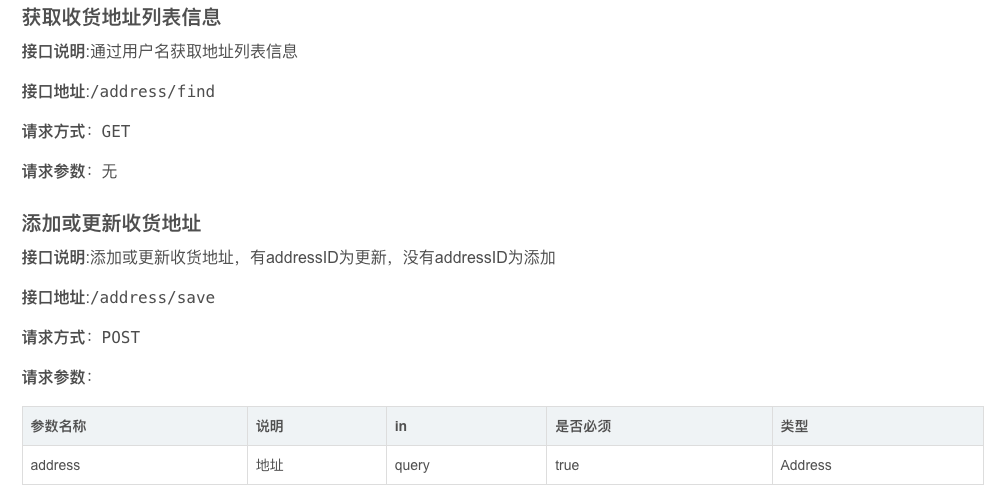 获取收货地址列表信息
接口说明:通过用户名获取地址列表信息
接口地址:/address/find
请求方式：GET
请求参数：无
添加或更新收货地址
接口说明:添加或更新收货地址，有addressID为更新，没有addressID为添加
接口地址:/address/save
请求方式：POST
请求参数：
参数名称 说明 in 是否必须 类型
address 地址 query true Address